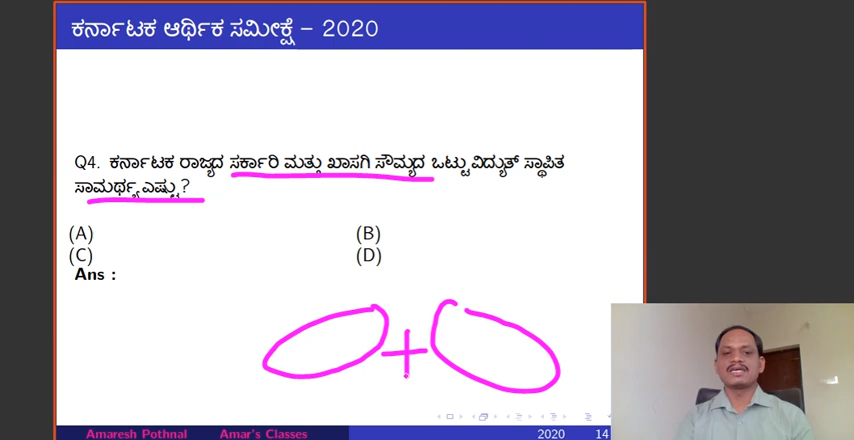 ಕರ್ನಾಟಕ ಆರ್ಥಿಕ ಸಮೀಕ್ಷೆ – 2020
Q4. ಕರ್ನಾಟಕ ರಾಜ್ಯದ ಸರ್ಕಾರಿ ಮತ್ತು ಖಾಸಗಿ ಸೌಮ್ಯದ ಒಟ್ಟು ವಿದ್ಯುತ್ ಸ್ಥಾಪಿತ
ಸಾಮರ್ಥ್ಯ ಎಷ್ಟು?
(A) (B)
(C) (D)
Ans :
Amaresh Pothnal Amar's Classes 2020 14